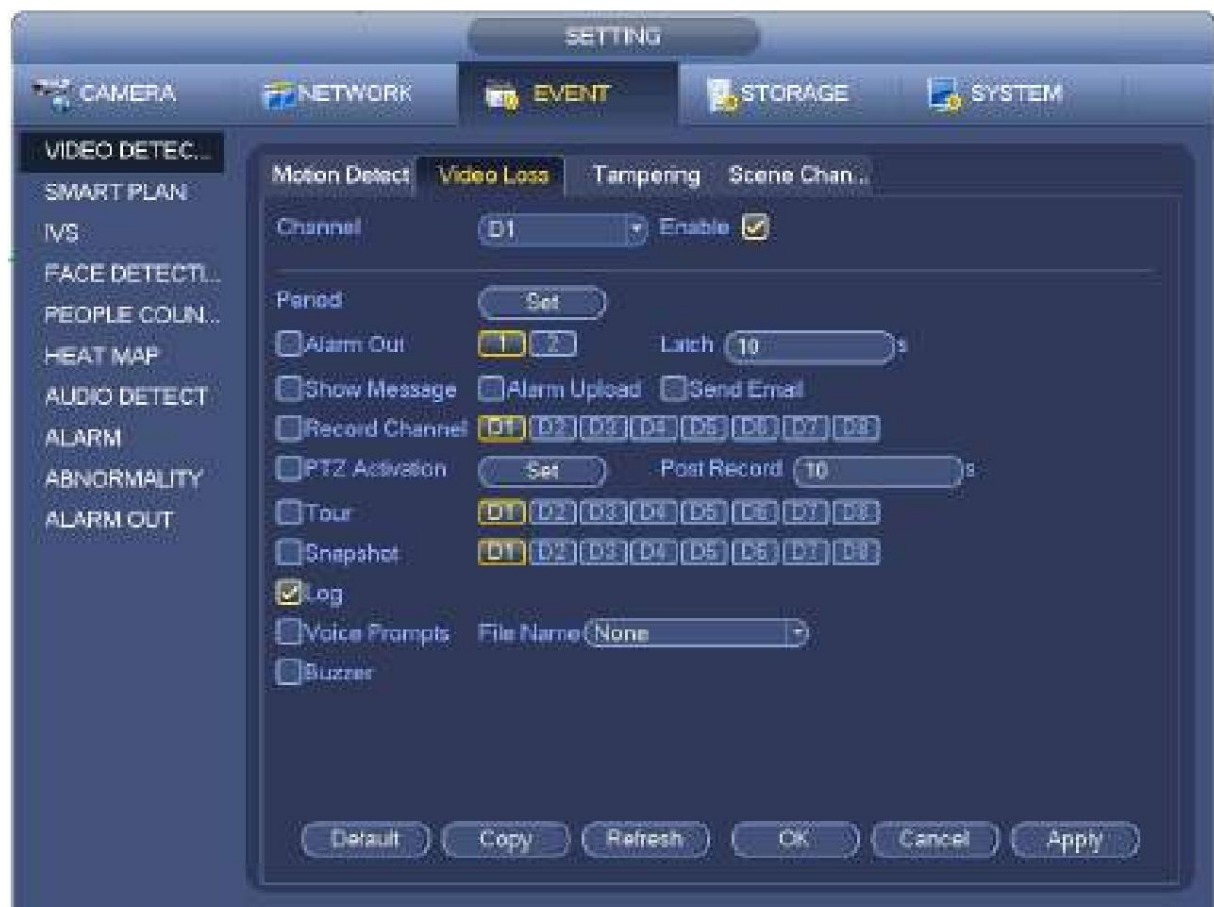 SETTING
CAMERA NETWORK EVENT STORAGE SYSTEM
VIDEO DETEC...
SMART PLAN
IVS
FACE DETECTI...
PEOPLE COUN...
HEAT MAP
AUDIO DETECT
ALARM
ABNORMALITY
ALARM OUT
Motion Detect Video Loss Tampering Scene Chan...
Channel D1 Enable
Period Set
Alarm Out 1 2 Latch 10 s
Show Message Alarm Upload Send Email
Record Channel D1 D2 D3 D4 D5 D6 D7 D8
PTZ Activation Set Post Record 10 s
Tour D1 D2 D3 D4 D5 D6 D7 D8
Snapshot D1 D2 D3 D4 D5 D6 D7 D8
Log
Voice Prompts File Name None
Buzzer
Default Copy Refresh OK Cancel Apply